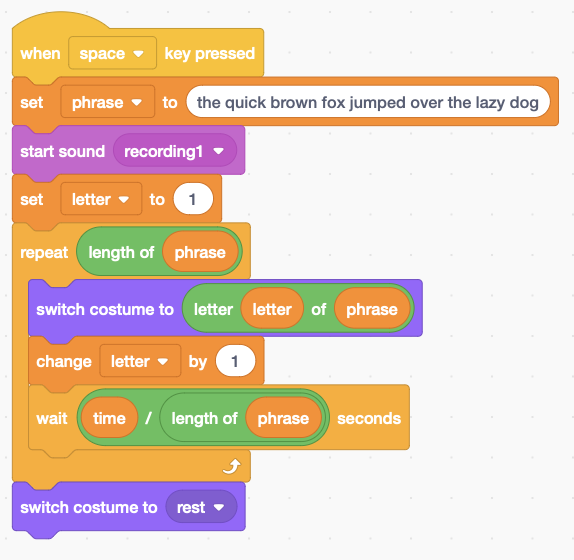 when space key pressed
set phrase to the quick brown fox jumped over the lazy dog
start sound recording1
set letter to 1
repeat length of phrase
switch costume to letter letter of phrase
change letter by 1
wait time / length of phrase seconds
switch costume to rest